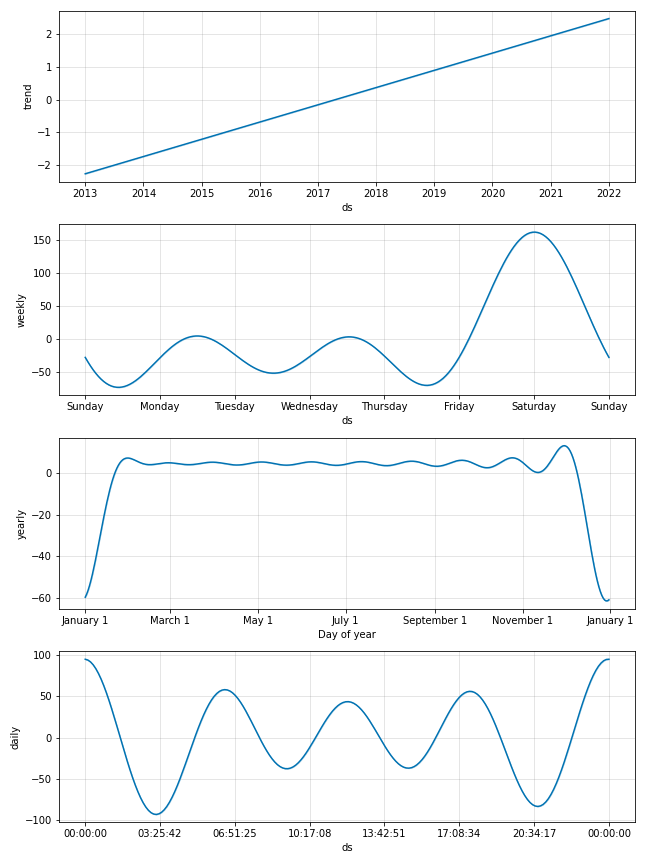 2
1
0
−1
−2
trend
2013 2014 2015 2016 2017 2018 2019 2020 2021 2022
ds
150
100
50
0
−50
weekly
Sunday Monday Tuesday Wednesday Thursday Friday Saturday Sunday
ds
0
−20
−40
−60
yearly
January 1 March 1 May 1 July 1 September 1 November 1 January 1
Day of year
100
50
0
−50
−100
daily
00:00:00 03:25:42 06:51:25 10:17:08 13:42:51 17:08:34 20:34:17 00:00:00
ds